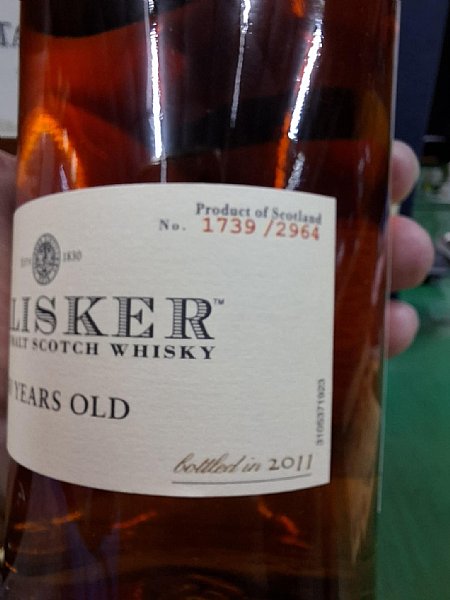 Product of Scotland
No. 1739 /2964
1830
LISKER™
MALT SCOTCH WHISKY
YEARS OLD
3105371923
bottled in 2011